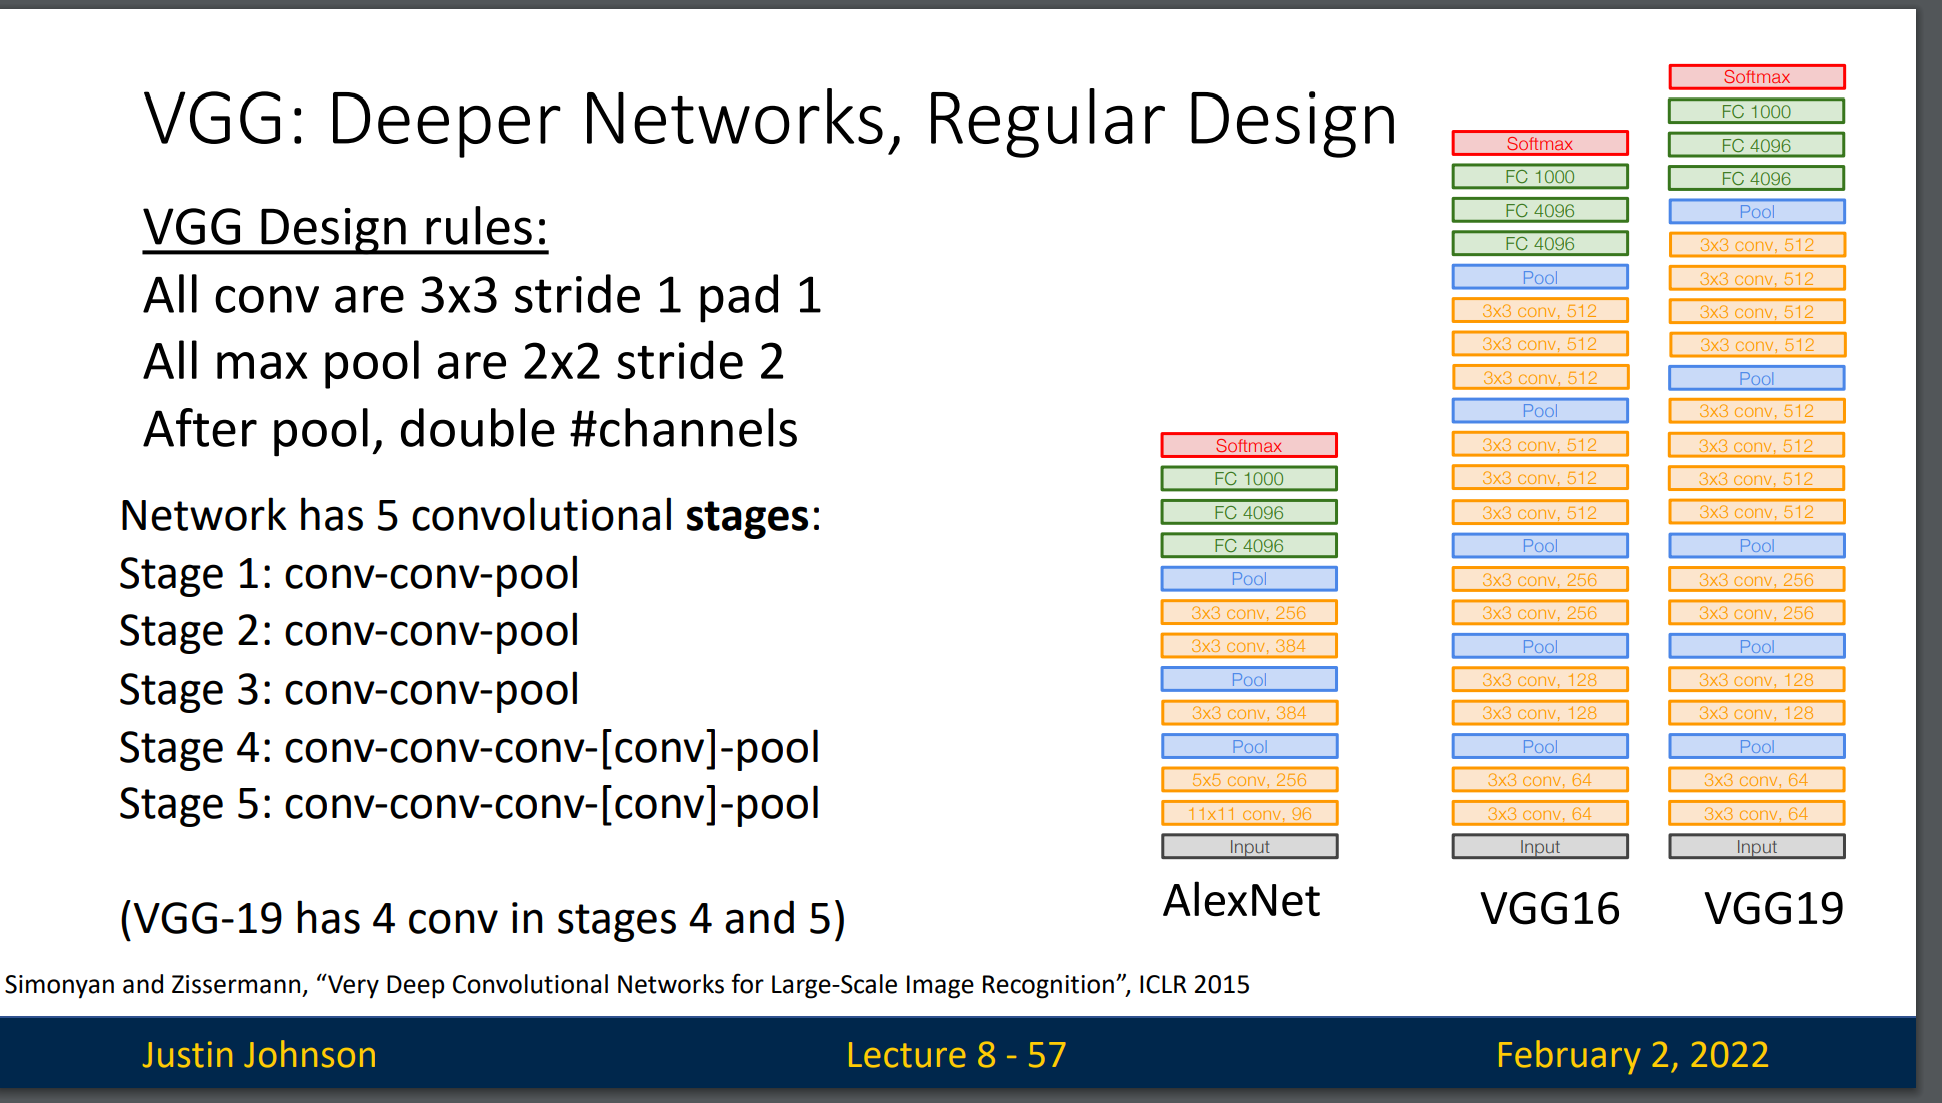 VGG: Deeper Networks, Regular Design
VGG Design rules:
All conv are 3x3 stride 1 pad 1
All max pool are 2x2 stride 2
After pool, double #channels
Network has 5 convolutional stages:
Stage 1: conv-conv-pool
Stage 2: conv-conv-pool
Stage 3: conv-conv-pool
Stage 4: conv-conv-conv-[conv]-pool
Stage 5: conv-conv-conv-[conv]-pool
(VGG-19 has 4 conv in stages 4 and 5)
Softmax
FC 1000
FC 4096
FC 4096
Pool
3x3 conv, 256
3x3 conv, 384
Pool
3x3 conv, 384
Pool
5x5 conv, 256
11x11 conv, 96
Input
AlexNet
Softmax
FC 1000
FC 4096
FC 4096
Pool
3x3 conv, 512
3x3 conv, 512
3x3 conv, 512
Pool
3x3 conv, 512
3x3 conv, 512
3x3 conv, 512
Pool
3x3 conv, 256
3x3 conv, 256
Pool
3x3 conv, 128
3x3 conv, 128
Pool
3x3 conv, 64
3x3 conv, 64
Input
VGG16
Softmax
FC 1000
FC 4096
FC 4096
Pool
3x3 conv, 512
3x3 conv, 512
3x3 conv, 512
3x3 conv, 512
Pool
3x3 conv, 512
3x3 conv, 512
3x3 conv, 512
3x3 conv, 512
Pool
3x3 conv, 256
3x3 conv, 256
Pool
3x3 conv, 128
3x3 conv, 128
Pool
3x3 conv, 64
3x3 conv, 64
Input
VGG19
Simonyan and Zissermann, “Very Deep Convolutional Networks for Large-Scale Image Recognition”, ICLR 2015
Justin Johnson
Lecture 8 - 57
February 2, 2022